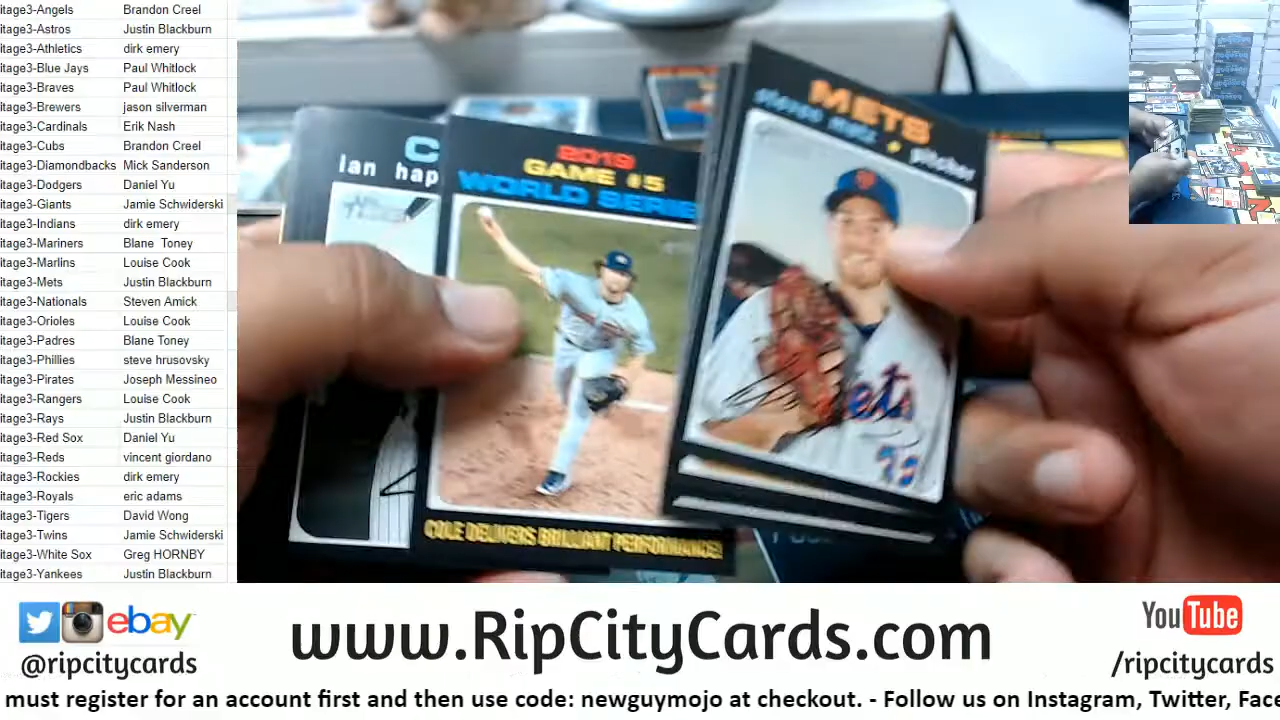 itage3-Angels Brandon Creel
itage3-Astros Justin Blackburn
itage3-Athletics dirk emery
itage3-Blue Jays Paul Whitlock
itage3-Braves Paul Whitlock
itage3-Brewers jason silverman
itage3-Cardinals Erik Nash
itage3-Cubs Brandon Creel
itage3-Diamondbacks Mick Sanderson
itage3-Dodgers Daniel Yu
itage3-Giants Jamie Schwiderski
itage3-Indians dirk emery
itage3-Mariners Blane Toney
itage3-Marlins Louise Cook
itage3-Mets Justin Blackburn
itage3-Nationals Steven Amick
itage3-Orioles Louise Cook
itage3-Padres Blane Toney
itage3-Phillies steve hrusovsky
itage3-Pirates Joseph Messineo
itage3-Rangers Louise Cook
itage3-Rays Justin Blackburn
itage3-Red Sox Daniel Yu
itage3-Reds vincent giordano
itage3-Rockies dirk emery
itage3-Royals eric adams
itage3-Tigers David Wong
itage3-Twins Jamie Schwiderski
itage3-White Sox Greg HORNBY
itage3-Yankees Justin Blackburn
C
Ian hap
2019
GAME #5
WORLD SERIE
COLE DELIVERS BRILLIANT PERFORMANCE!
METS
pitcher
ets
ebay
@ripcitycards
www.RipCityCards.com
YouTube
/ripcitycards
must register for an account first and then use code: newguymojo at checkout. - Follow us on Instagram, Twitter, Face